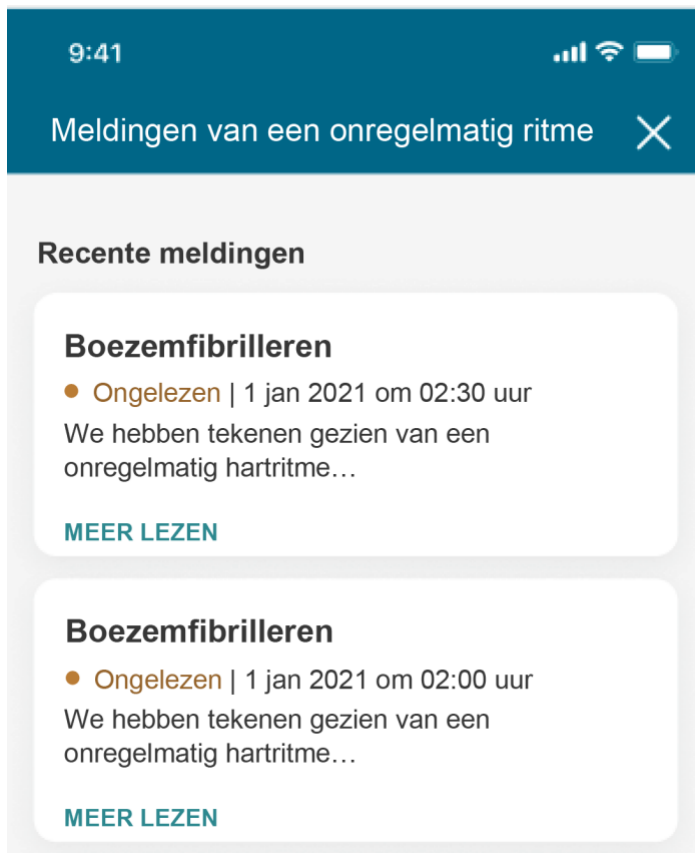 9:41
Meldingen van een onregelmatig ritme
Recente meldingen
Boezemfibrilleren
Ongelezen | 1 jan 2021 om 02:30 uur
We hebben tekenen gezien van een
onregelmatig hartritme…
MEER LEZEN
Boezemfibrilleren
Ongelezen | 1 jan 2021 om 02:00 uur
We hebben tekenen gezien van een
onregelmatig hartritme…
MEER LEZEN